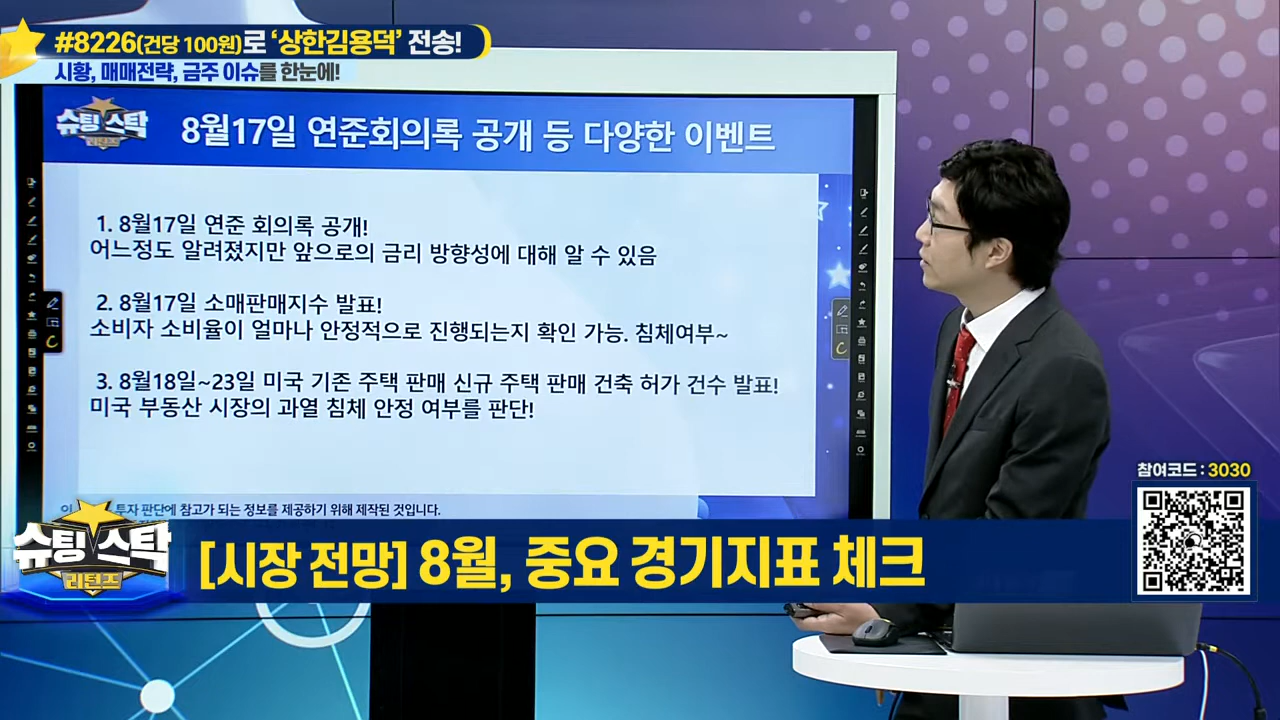 #8226(건당 100원)로 ‘상한김용덕’ 전송!
시황, 매매전략, 금주 이슈를 한눈에!
슈팅스탁
리턴즈
8월17일 연준회의록 공개 등 다양한 이벤트
1. 8월17일 연준 회의록 공개!
어느정도 알려졌지만 앞으로의 금리 방향성에 대해 알 수 있음
2. 8월17일 소매판매지수 발표!
소비자 소비율이 얼마나 안정적으로 진행되는지 확인 가능. 침체여부~
3. 8월18일~23일 미국 기존 주택 판매 신규 주택 판매 건축 허가 건수 발표!
미국 부동산 시장의 과열 침체 안정 여부를 판단!
투자 판단에 참고가 되는 정보를 제공하기 위해 제작된 것입니다.
참여코드 : 3030
슈팅스탁
리턴즈
[시장 전망] 8월, 중요 경기지표 체크